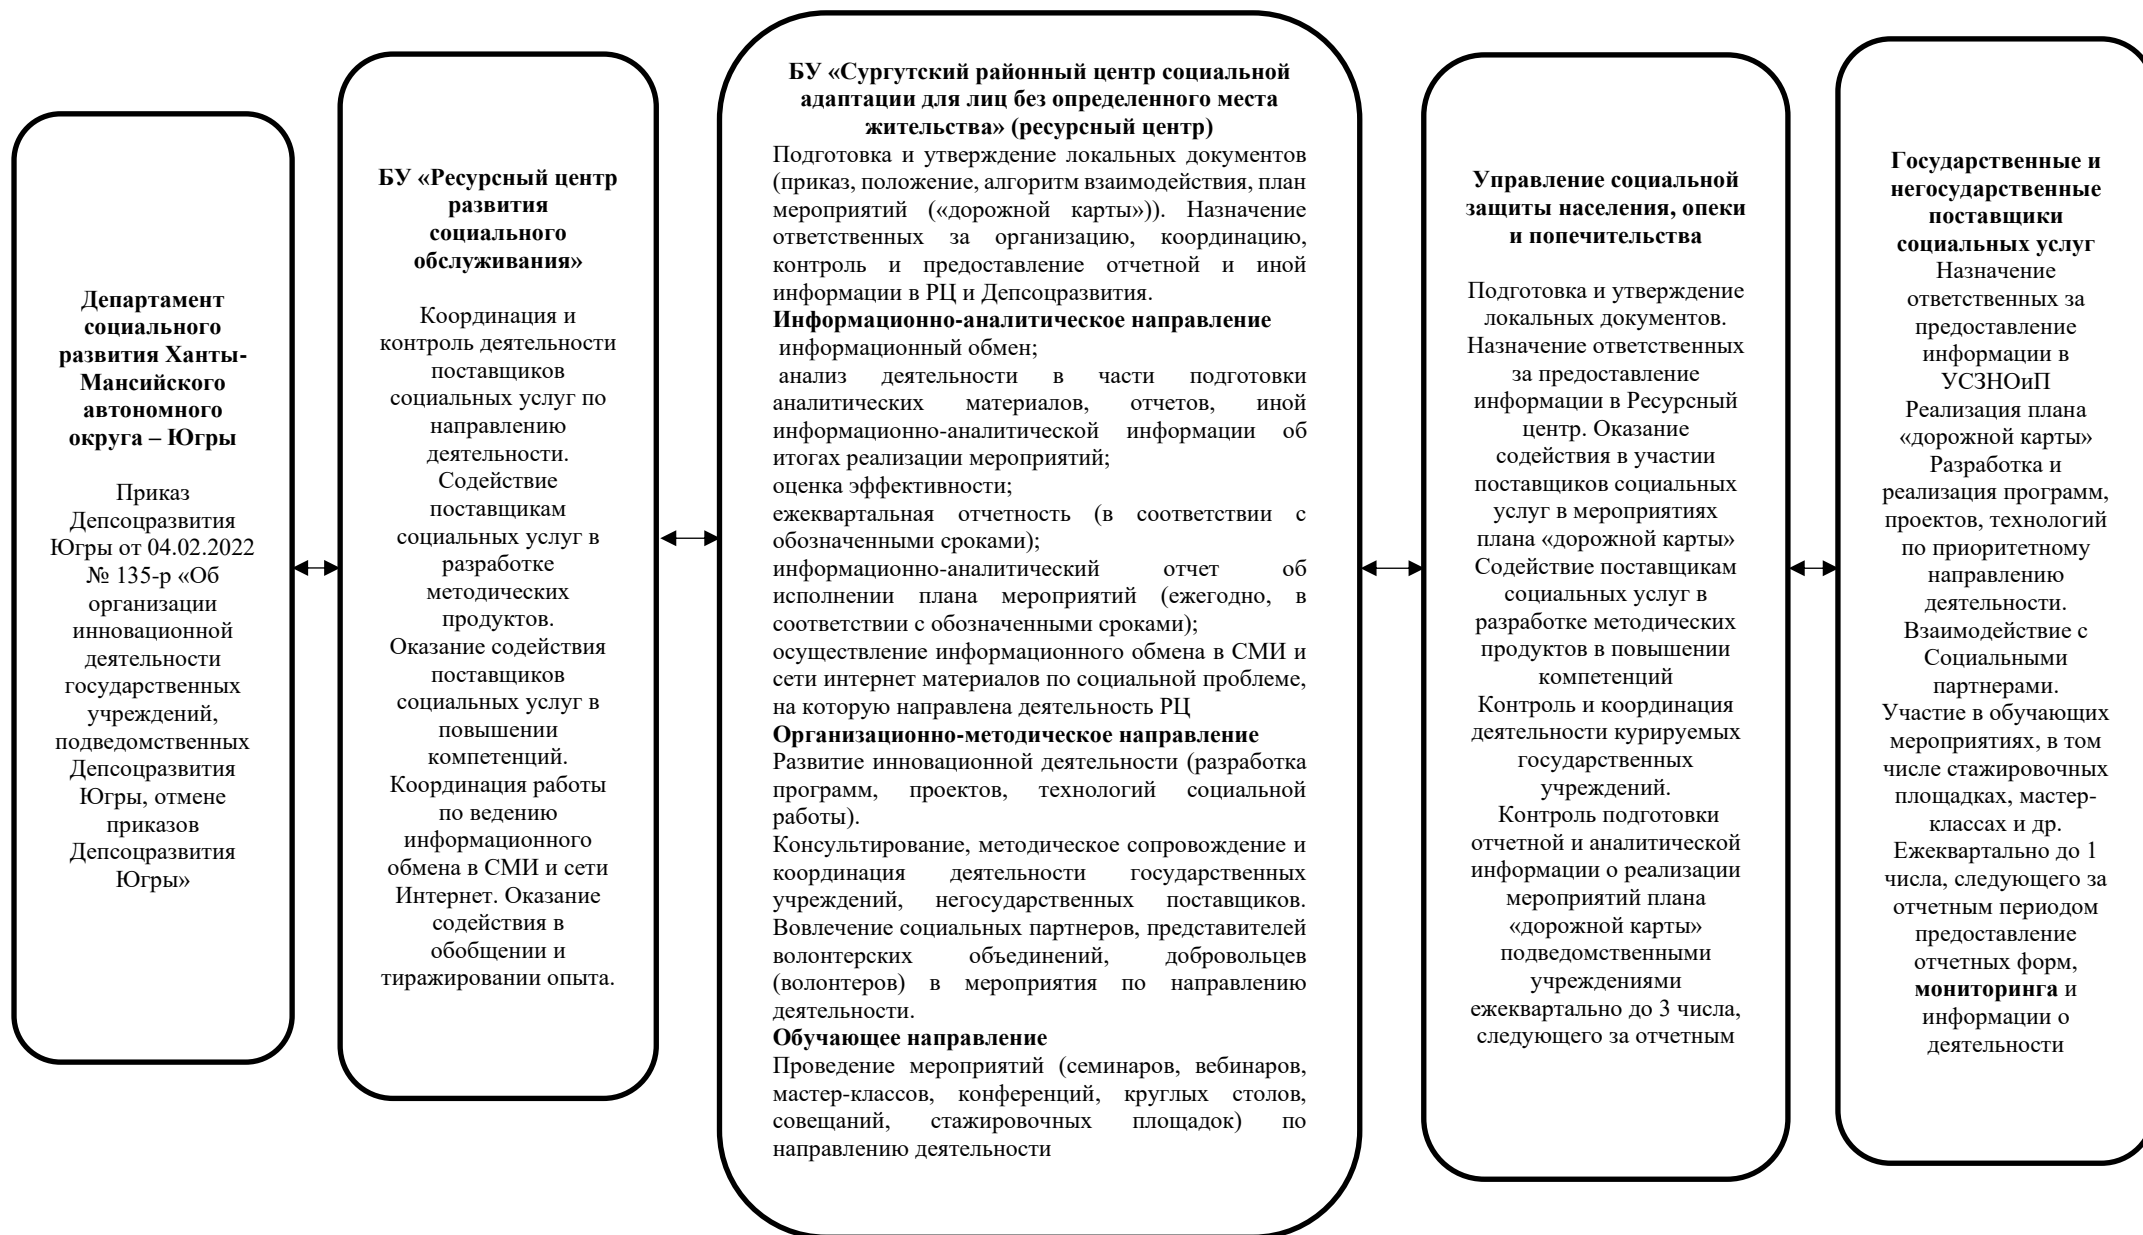 Департамент
социального
развития Ханты-
Мансийского
автономного
округа – Югры
Приказ
Депсоцразвития
Югры от 04.02.2022
№ 135-р «Об
организации
инновационной
деятельности
государственных
учреждений,
подведомственных
Депсоцразвития
Югры, отмене
приказов
Депсоцразвития
Югры»
БУ «Ресурсный центр
развития
социального
обслуживания»
Координация и
контроль деятельности
поставщиков
социальных услуг по
направлению
деятельности.
Содействие
поставщикам
социальных услуг в
разработке
методических
продуктов.
Оказание содействия
поставщиков
социальных услуг в
повышении
компетенций.
Координация работы
по ведению
информационного
обмена в СМИ и сети
Интернет. Оказание
содействия в
обобщении и
тиражировании опыта.
БУ «Сургутский районный центр социальной
адаптации для лиц без определенного места
жительства» (ресурсный центр)
Подготовка и утверждение локальных документов
(приказ, положение, алгоритм взаимодействия, план
мероприятий («дорожной карты»)). Назначение
ответственных за организацию, координацию,
контроль и предоставление отчетной и иной
информации в РЦ и Депсоцразвития.
Информационно-аналитическое направление
информационный обмен;
анализ деятельности в части подготовки
аналитических материалов, отчетов, иной
информационно-аналитической информации об
итогах реализации мероприятий;
оценка эффективности;
ежеквартальная отчетность (в соответствии с
обозначенными сроками);
информационно-аналитический отчет об
исполнении плана мероприятий (ежегодно, в
соответствии с обозначенными сроками);
осуществление информационного обмена в СМИ и
сети интернет материалов по социальной проблеме,
на которую направлена деятельность РЦ
Организационно-методическое направление
Развитие инновационной деятельности (разработка
программ, проектов, технологий социальной
работы).
Консультирование, методическое сопровождение и
координация деятельности государственных
учреждений, негосударственных поставщиков.
Вовлечение социальных партнеров, представителей
волонтерских объединений, добровольцев
(волонтеров) в мероприятия по направлению
деятельности.
Обучающее направление
Проведение мероприятий (семинаров, вебинаров,
мастер-классов, конференций, круглых столов,
совещаний, стажировочных площадок) по
направлению деятельности
Управление социальной
защиты населения, опеки
и попечительства
Подготовка и утверждение
локальных документов.
Назначение ответственных
за предоставление
информации в Ресурсный
центр. Оказание
содействия в участии
поставщиков социальных
услуг в мероприятиях
плана «дорожной карты»
Содействие поставщикам
социальных услуг в
разработке методических
продуктов в повышении
компетенций
Контроль и координация
деятельности курируемых
государственных
учреждений.
Контроль подготовки
отчетной и аналитической
информации о реализации
мероприятий плана
«дорожной карты»
подведомственными
учреждениями
ежеквартально до 3 числа,
следующего за отчетным
Государственные и
негосударственные
поставщики
социальных услуг
Назначение
ответственных за
предоставление
информации в
УСЗНОиП
Реализация плана
«дорожной карты»
Разработка и
реализация программ,
проектов, технологий
по приоритетному
направлению
деятельности.
Взаимодействие с
Социальными
партнерами.
Участие в обучающих
мероприятиях, в том
числе стажировочных
площадках, мастер-
классах и др.
Ежеквартально до 1
числа, следующего за
отчетным периодом
предоставление
отчетных форм,
мониторинга и
информации о
деятельности